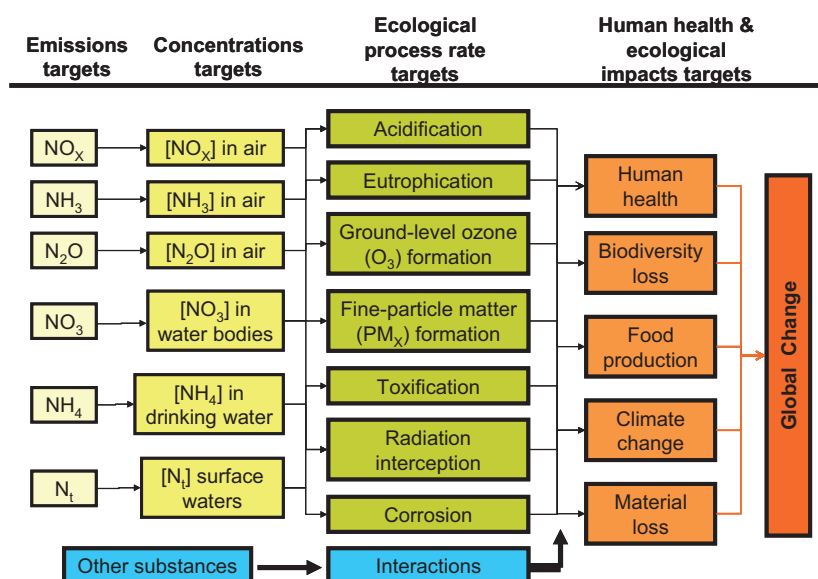 Emissions
targets
Concentrations
targets
Ecological
process rate
targets
Human health &
ecological
impacts targets
NOX
[NOX] in air
NH3
[NH3] in air
N2O
[N2O] in air
NO3
[NO3] in
water bodies
NH4
[NH4] in
drinking water
Nt
[Nt] surface
waters
Acidification
Eutrophication
Ground-level ozone
(O3) formation
Fine-particle matter
(PMX) formation
Toxification
Radiation
interception
Corrosion
Human
health
Biodiversity
loss
Food
production
Climate
change
Material
loss
Global Change
Other substances
Interactions